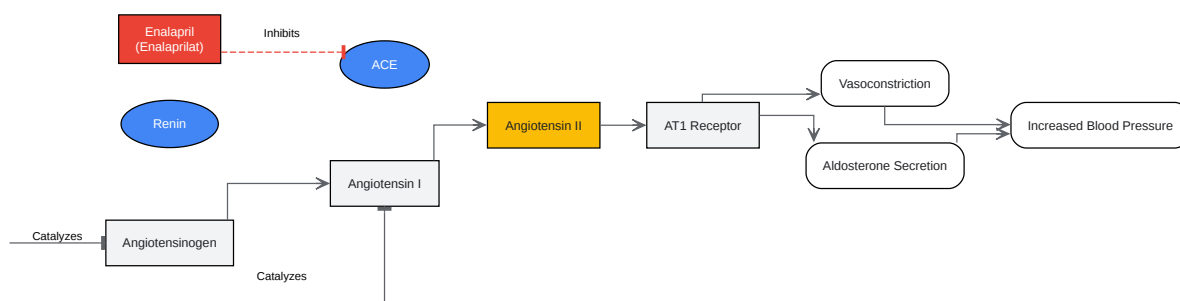 Enalapril
(Enalaprilat)
Inhibits
ACE
Renin
Angiotensin II
AT1 Receptor
Vasoconstriction
Increased Blood Pressure
Aldosterone Secretion
Angiotensin I
Catalyzes
Angiotensinogen
Catalyzes